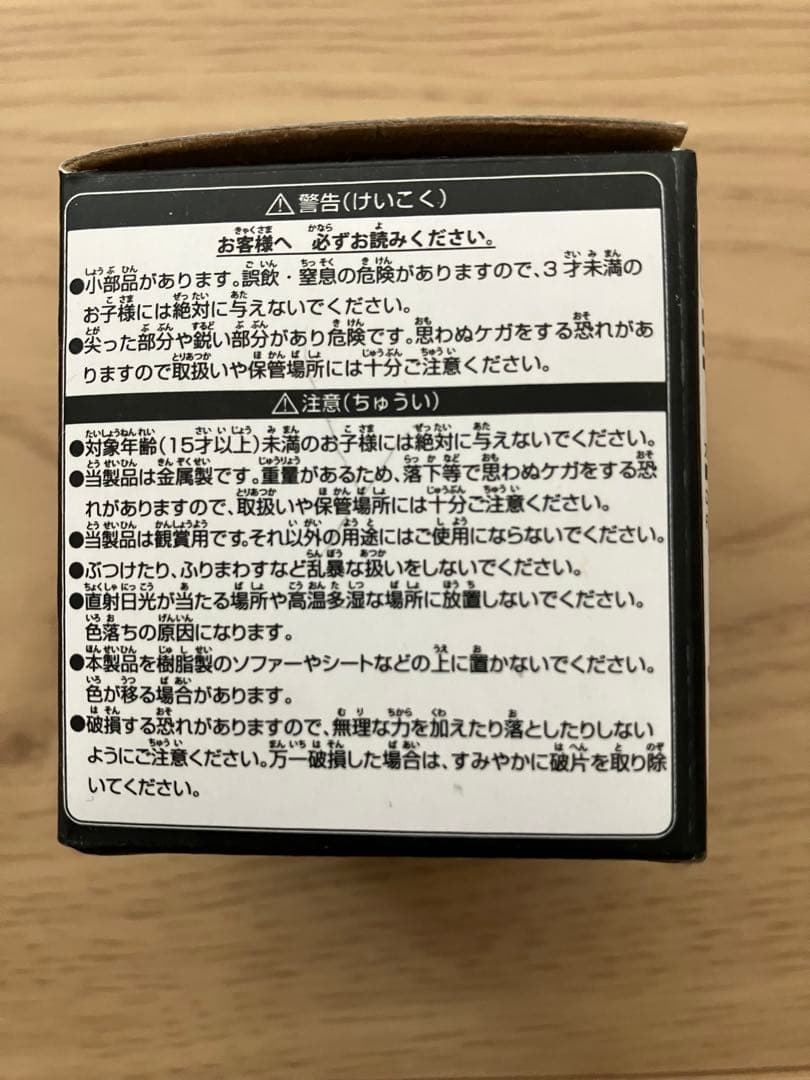 ⚠警告(けいこく)
お客様へ 必ずお読みください。
●小部品があります。誤飲・窒息の危険がありますので、3才未満の
お子様には絶対に与えないでください。
●尖った部分や鋭い部分があり危険です。思わぬケガをする恐れがあ
りますので取扱いや保管場所には十分ご注意ください。
⚠注意(ちゅうい)
●対象年齢(15才以上)未満のお子様には絶対に与えないでください。
●当製品は金属製です。重量があるため、落下等で思わぬケガをする恐
れがありますので、取扱いや保管場所には十分ご注意ください。
●当製品は観賞用です。それ以外の用途にはご使用にならないでください。
●ぶつけたり、ふりまわすなど乱暴な扱いをしないでください。
●直射日光が当たる場所や高温多湿な場所に放置しないでください。
色落ちの原因になります。
●本製品を樹脂製のソファーやシートなどの上に置かないでください。
色が移る場合があります。
●破損する恐れがありますので、無理な力を加えたり落としたりしない
ようにご注意ください。万一破損した場合は、すみやかに破片を取り除
いてください。